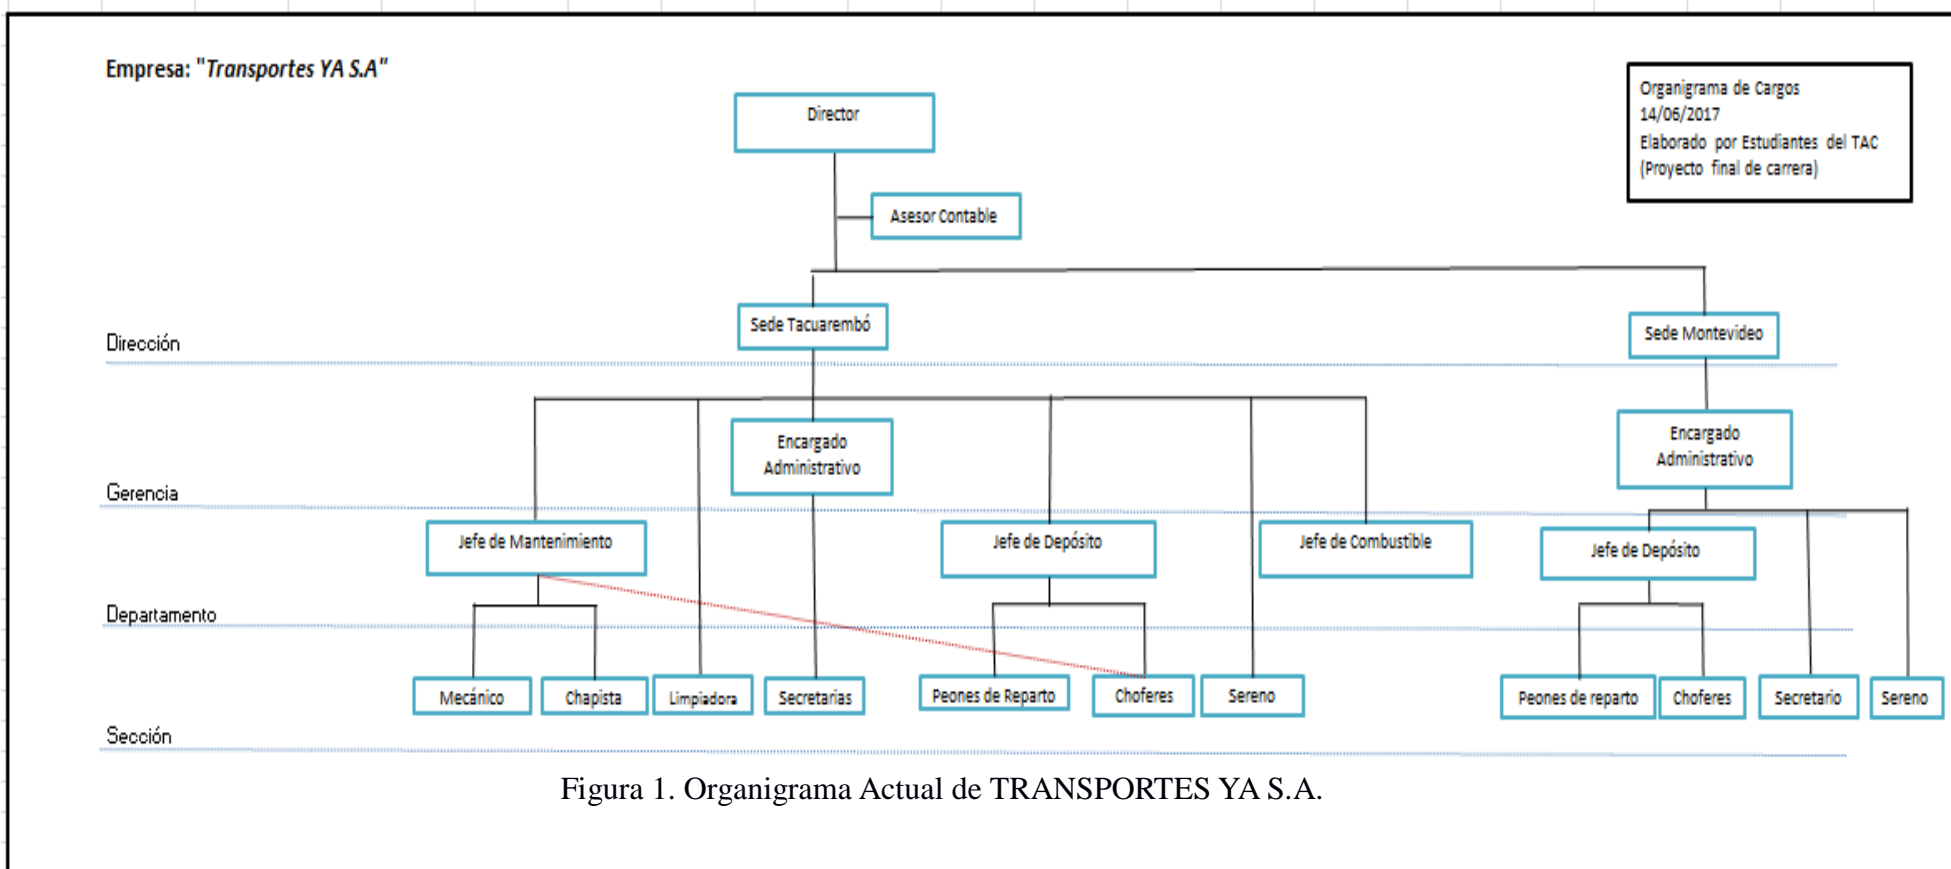 Empresa: "Transportes YA S.A"
Organigrama de Cargos
14/06/2017
Elaborado por Estudiantes del TAC
(Proyecto final de carrera)
Director
Asesor Contable
Sede Tacuarembó
Sede Montevideo
Dirección
Encargado
Administrativo
Encargado
Administrativo
Gerencia
Jefe de Mantenimiento
Jefe de Depósito
Jefe de Combustible
Jefe de Depósito
Departamento
Mecánico
Chapista
Limpiadora
Secretarias
Peones de Reparto
Choferes
Sereno
Peones de reparto
Choferes
Secretario
Sereno
Sección
Figura 1. Organigrama Actual de TRANSPORTES YA S.A.